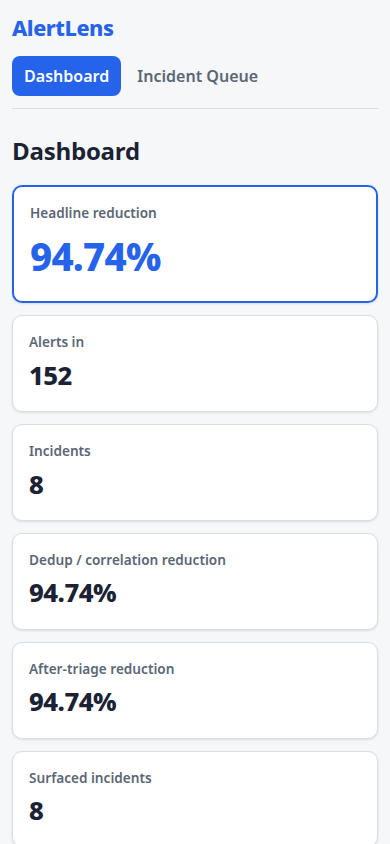 AlertLens
Dashboard
Incident Queue
Dashboard
Headline reduction
94.74%
Alerts in
152
Incidents
8
Dedup / correlation reduction
94.74%
After-triage reduction
94.74%
Surfaced incidents
8